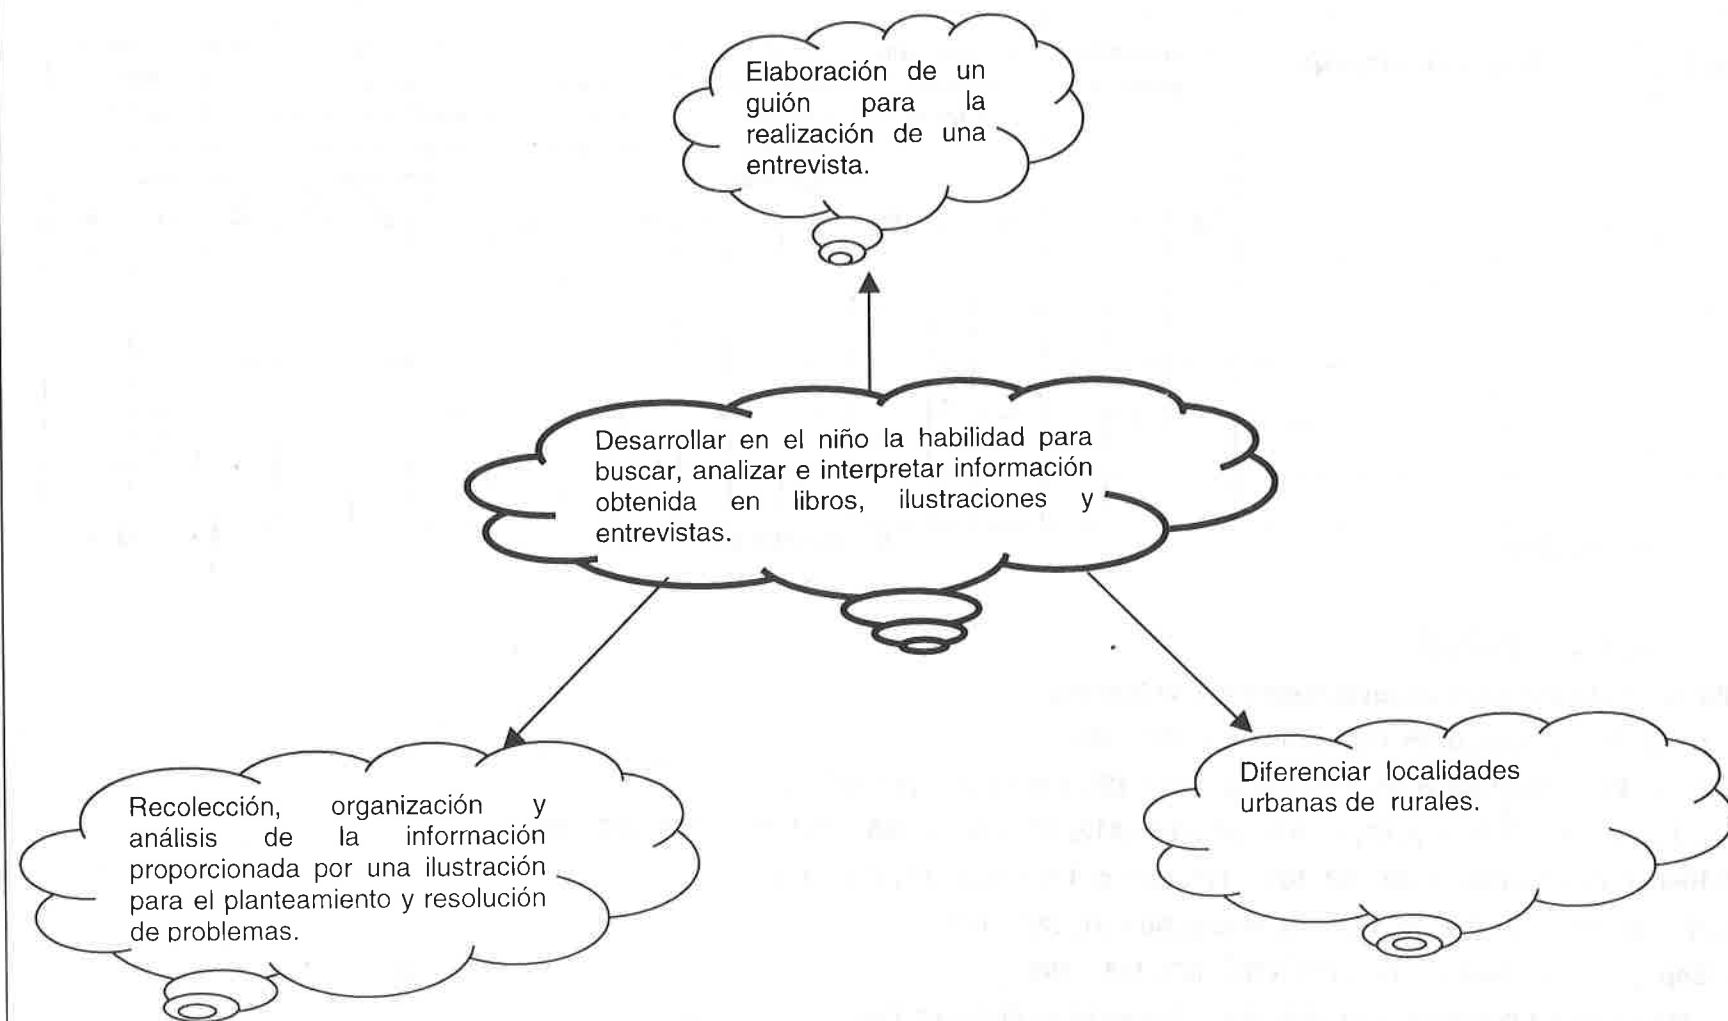 Elaboración de un
guión para la
realización de una
entrevista.
Desarrollar en el niño la habilidad para
buscar, analizar e interpretar información
obtenida en libros, ilustraciones y
entrevistas.
Recolección, organización y
análisis de la información
proporcionada por una ilustración
para el planteamiento y resolución
de problemas.
Diferenciar localidades
urbanas de rurales.